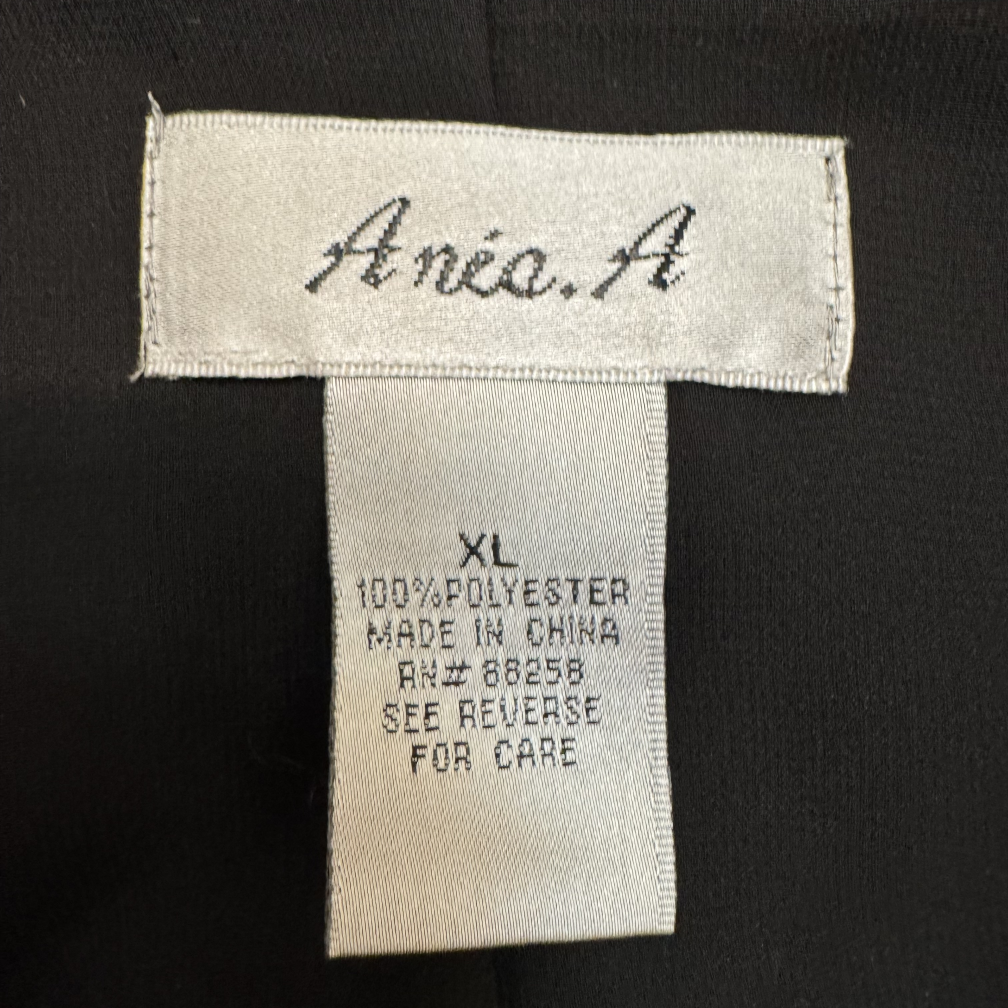 Anéa.A
XL
100%POLYESTER
MADE IN CHINA
RN# 88258
SEE REVERSE
FOR CARE